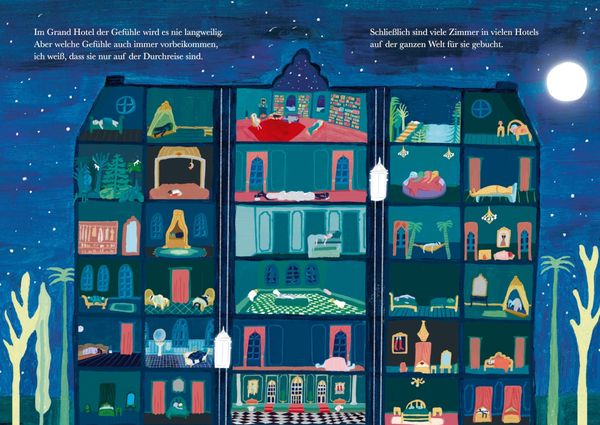 Im Grand Hotel der Gefühle wird es nie langweilig.
Aber welche Gefühle auch immer vorbeikommen,
ich weiß, dass sie nur auf der Durchreise sind.
Schließlich sind viele Zimmer in vielen Hotels
auf der ganzen Welt für sie gebucht.